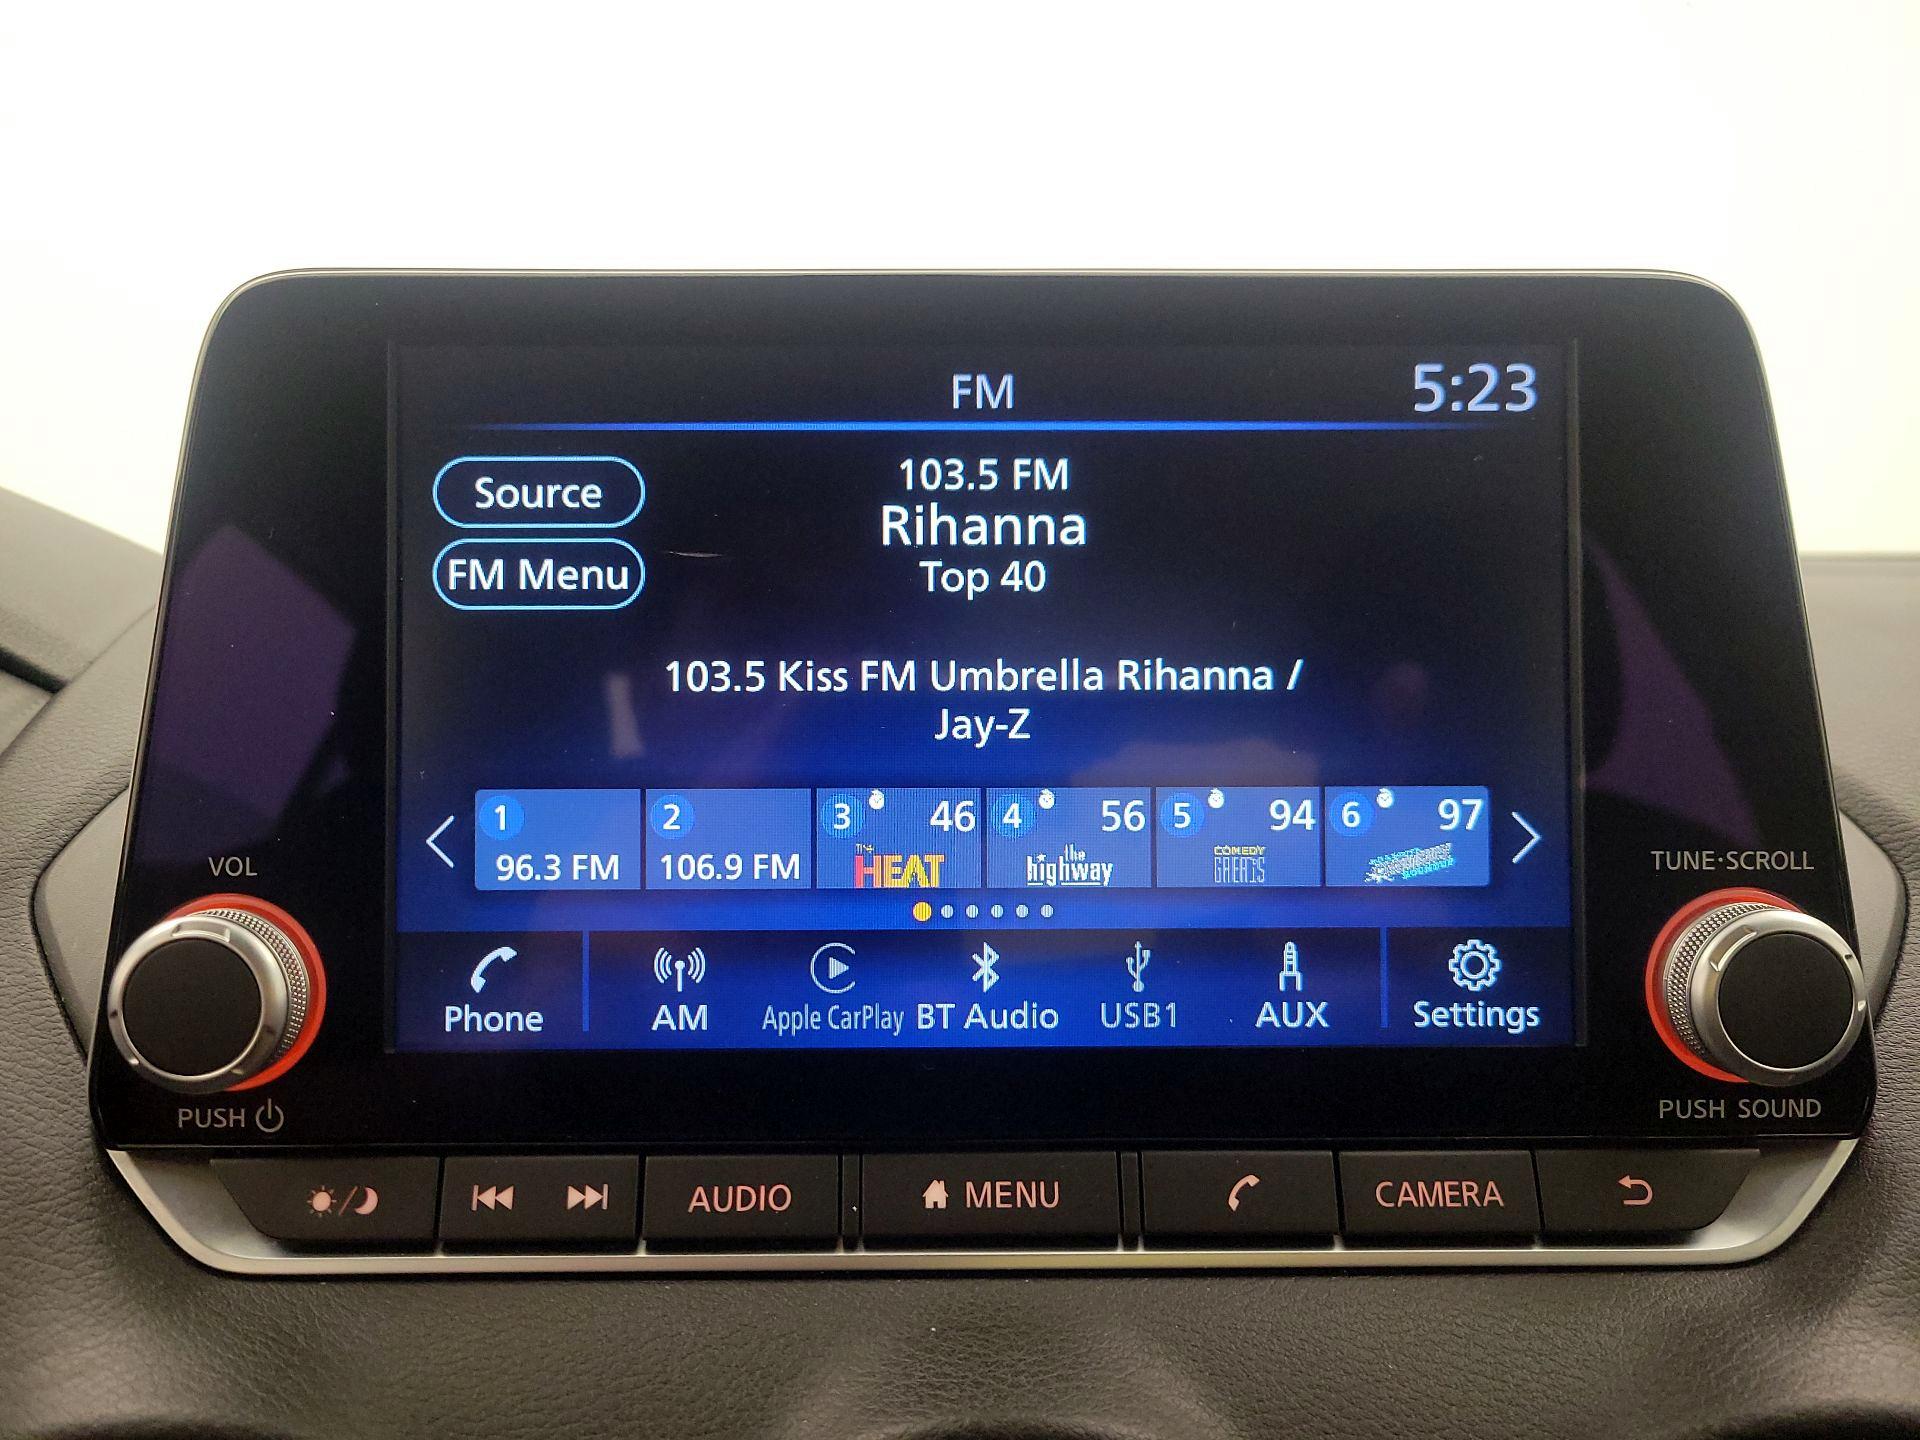 FM
5:23
Source
FM Menu
103.5 FM
Rihanna
Top 40
103.5 Kiss FM Umbrella Rihanna /
Jay-Z
1
96.3 FM
2
106.9 FM
3 46
THE HEAT
4 56
the highway
5 94
COMEDY GREATS
6 97
VOL
PUSH
TUNE·SCROLL
PUSH SOUND
Phone
AM
Apple CarPlay
BT Audio
USB1
AUX
Settings
AUDIO
MENU
CAMERA